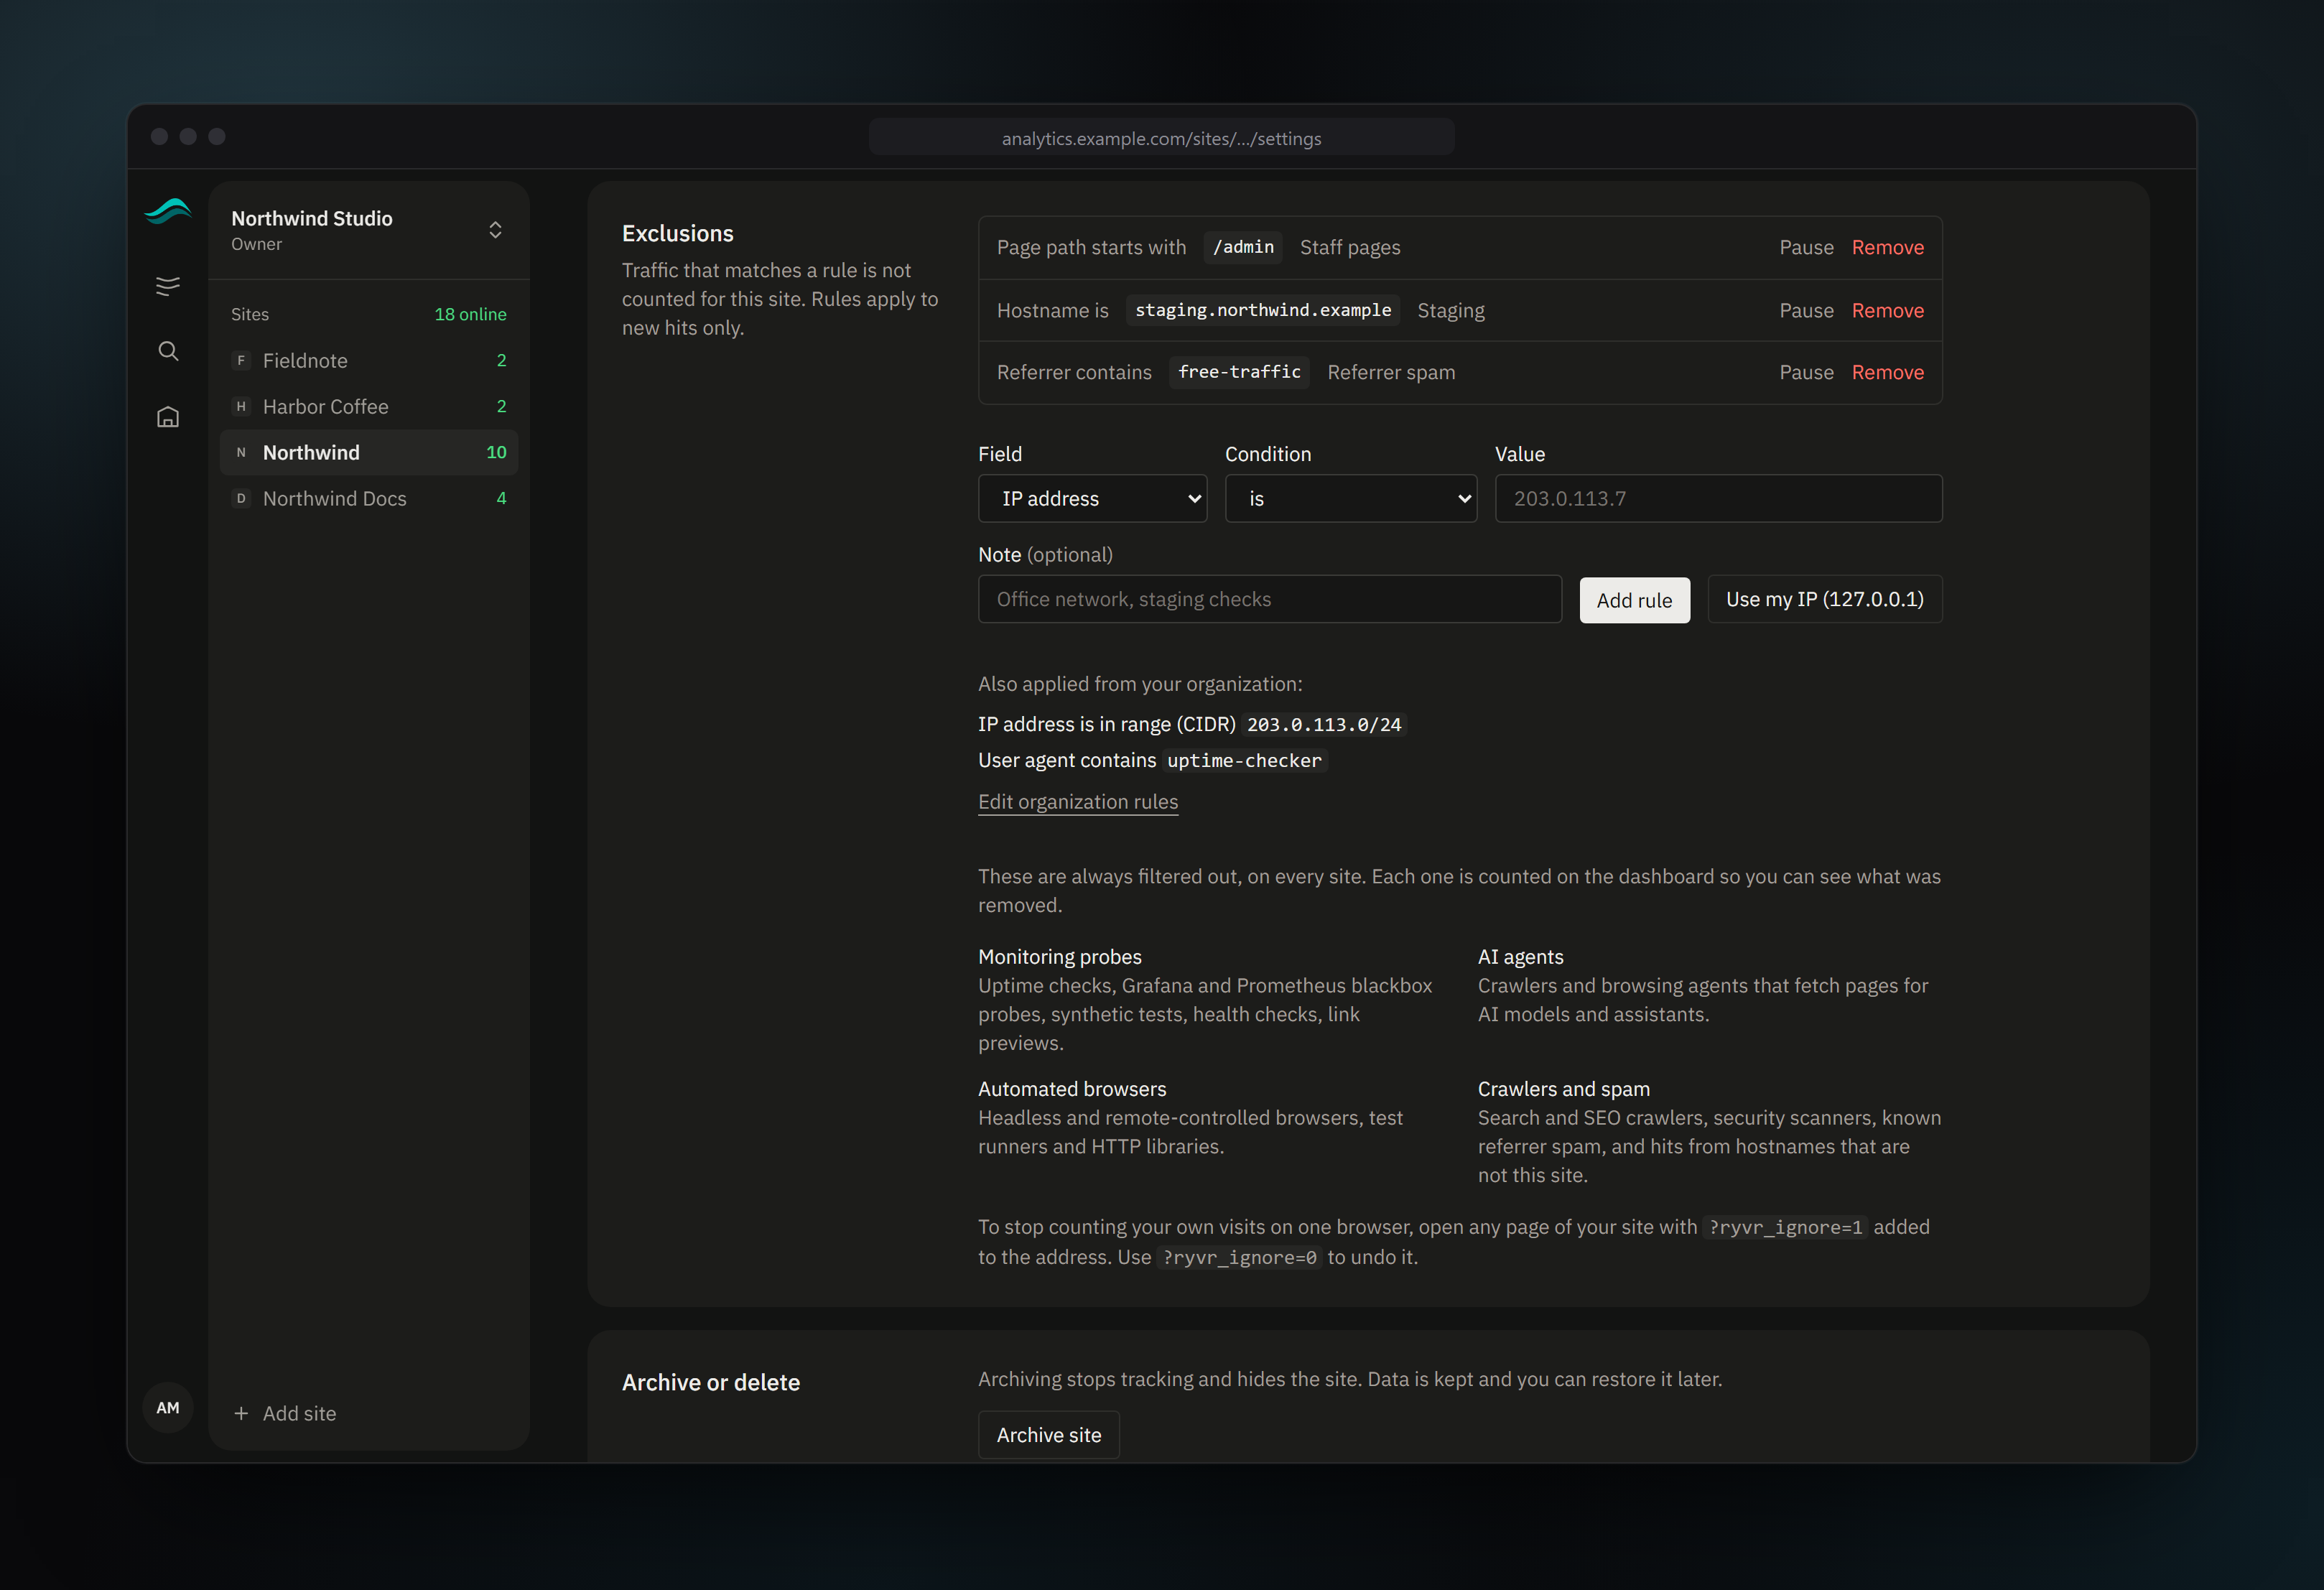 analytics.example.com/sites/.../settings
Northwind Studio
Owner
Sites 18 online
F Fieldnote 2
H Harbor Coffee 2
N Northwind 10
D Northwind Docs 4
+ Add site
AM
Exclusions
Traffic that matches a rule is not
counted for this site. Rules apply to
new hits only.
Page path starts with /admin Staff pages Pause Remove
Hostname is staging.northwind.example Staging Pause Remove
Referrer contains free-traffic Referrer spam Pause Remove
Field Condition Value
IP address is 203.0.113.7
Note (optional)
Office network, staging checks Add rule Use my IP (127.0.0.1)
Also applied from your organization:
IP address is in range (CIDR) 203.0.113.0/24
User agent contains uptime-checker
Edit organization rules
These are always filtered out, on every site. Each one is counted on the dashboard so you can see what was
removed.
Monitoring probes
Uptime checks, Grafana and Prometheus blackbox
probes, synthetic tests, health checks, link
previews.
AI agents
Crawlers and browsing agents that fetch pages for
AI models and assistants.
Automated browsers
Headless and remote-controlled browsers, test
runners and HTTP libraries.
Crawlers and spam
Search and SEO crawlers, security scanners, known
referrer spam, and hits from hostnames that are
not this site.
To stop counting your own visits on one browser, open any page of your site with ?ryvr_ignore=1 added
to the address. Use ?ryvr_ignore=0 to undo it.
Archive or delete
Archiving stops tracking and hides the site. Data is kept and you can restore it later.
Archive site